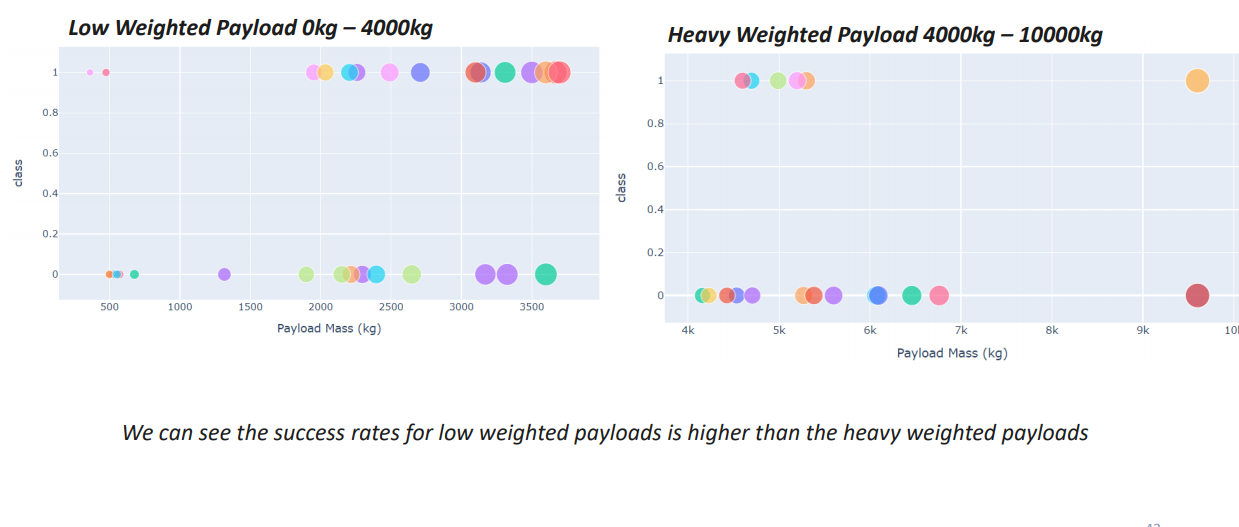 Low Weighted Payload 0kg – 4000kg
Heavy Weighted Payload 4000kg – 10000kg
1
0.8
0.6
0.4
0.2
0
class
500
1000
1500
2000
2500
3000
3500
Payload Mass (kg)
1
0.8
0.6
0.4
0.2
0
class
4k
5k
6k
7k
8k
9k
Payload Mass (kg)
We can see the success rates for low weighted payloads is higher than the heavy weighted payloads